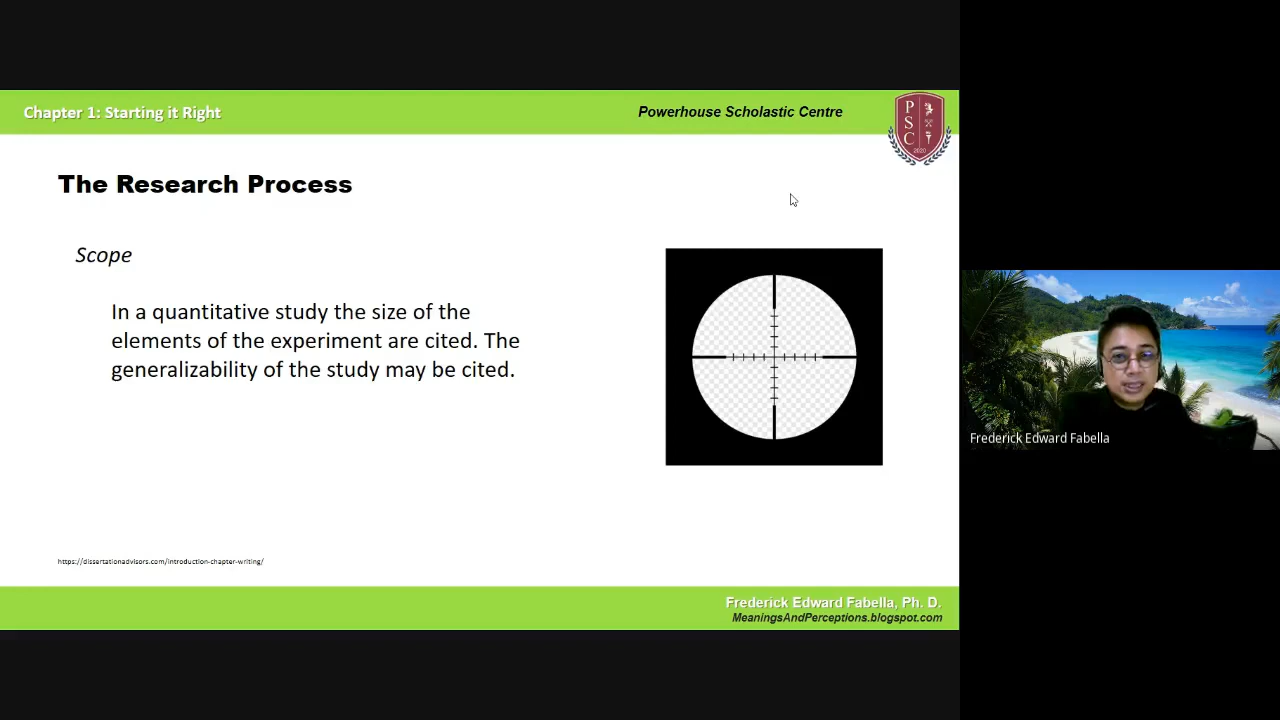 Chapter 1: Starting it Right
Powerhouse Scholastic Centre
P
S
C
2020
The Research Process
Scope
In a quantitative study the size of the
elements of the experiment are cited. The
generalizability of the study may be cited.
https://dissertationadvisors.com/introduction-chapter-writing/
Frederick Edward Fabella, Ph. D.
MeaningsAndPerceptions.blogspot.com
Frederick Edward Fabella